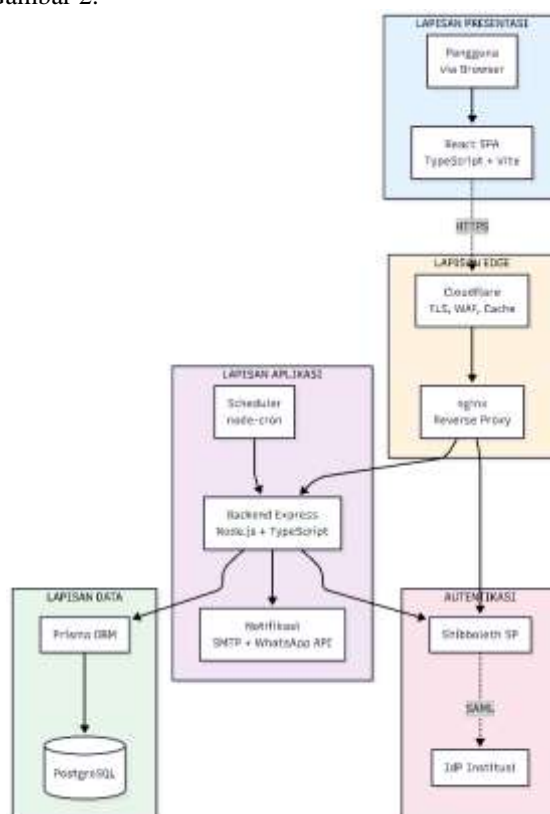 Gambar 2.
LAPISAN PRESENTASI
Pengguna
via Browser
React SPA
TypeScript + Vite
HTTPS
LAPISAN EDGE
Cloudflare
TLS, WAF, Cache
nginx
Reverse Proxy
LAPISAN APLIKASI
Scheduler
node-cron
Backend Express
Node.js + TypeScript
Notifikasi
SMTP + WhatsApp API
LAPISAN DATA
Prisma ORM
PostgreSQL
AUTENTIKASI
Shibboleth SP
SAML
IdP Institusi